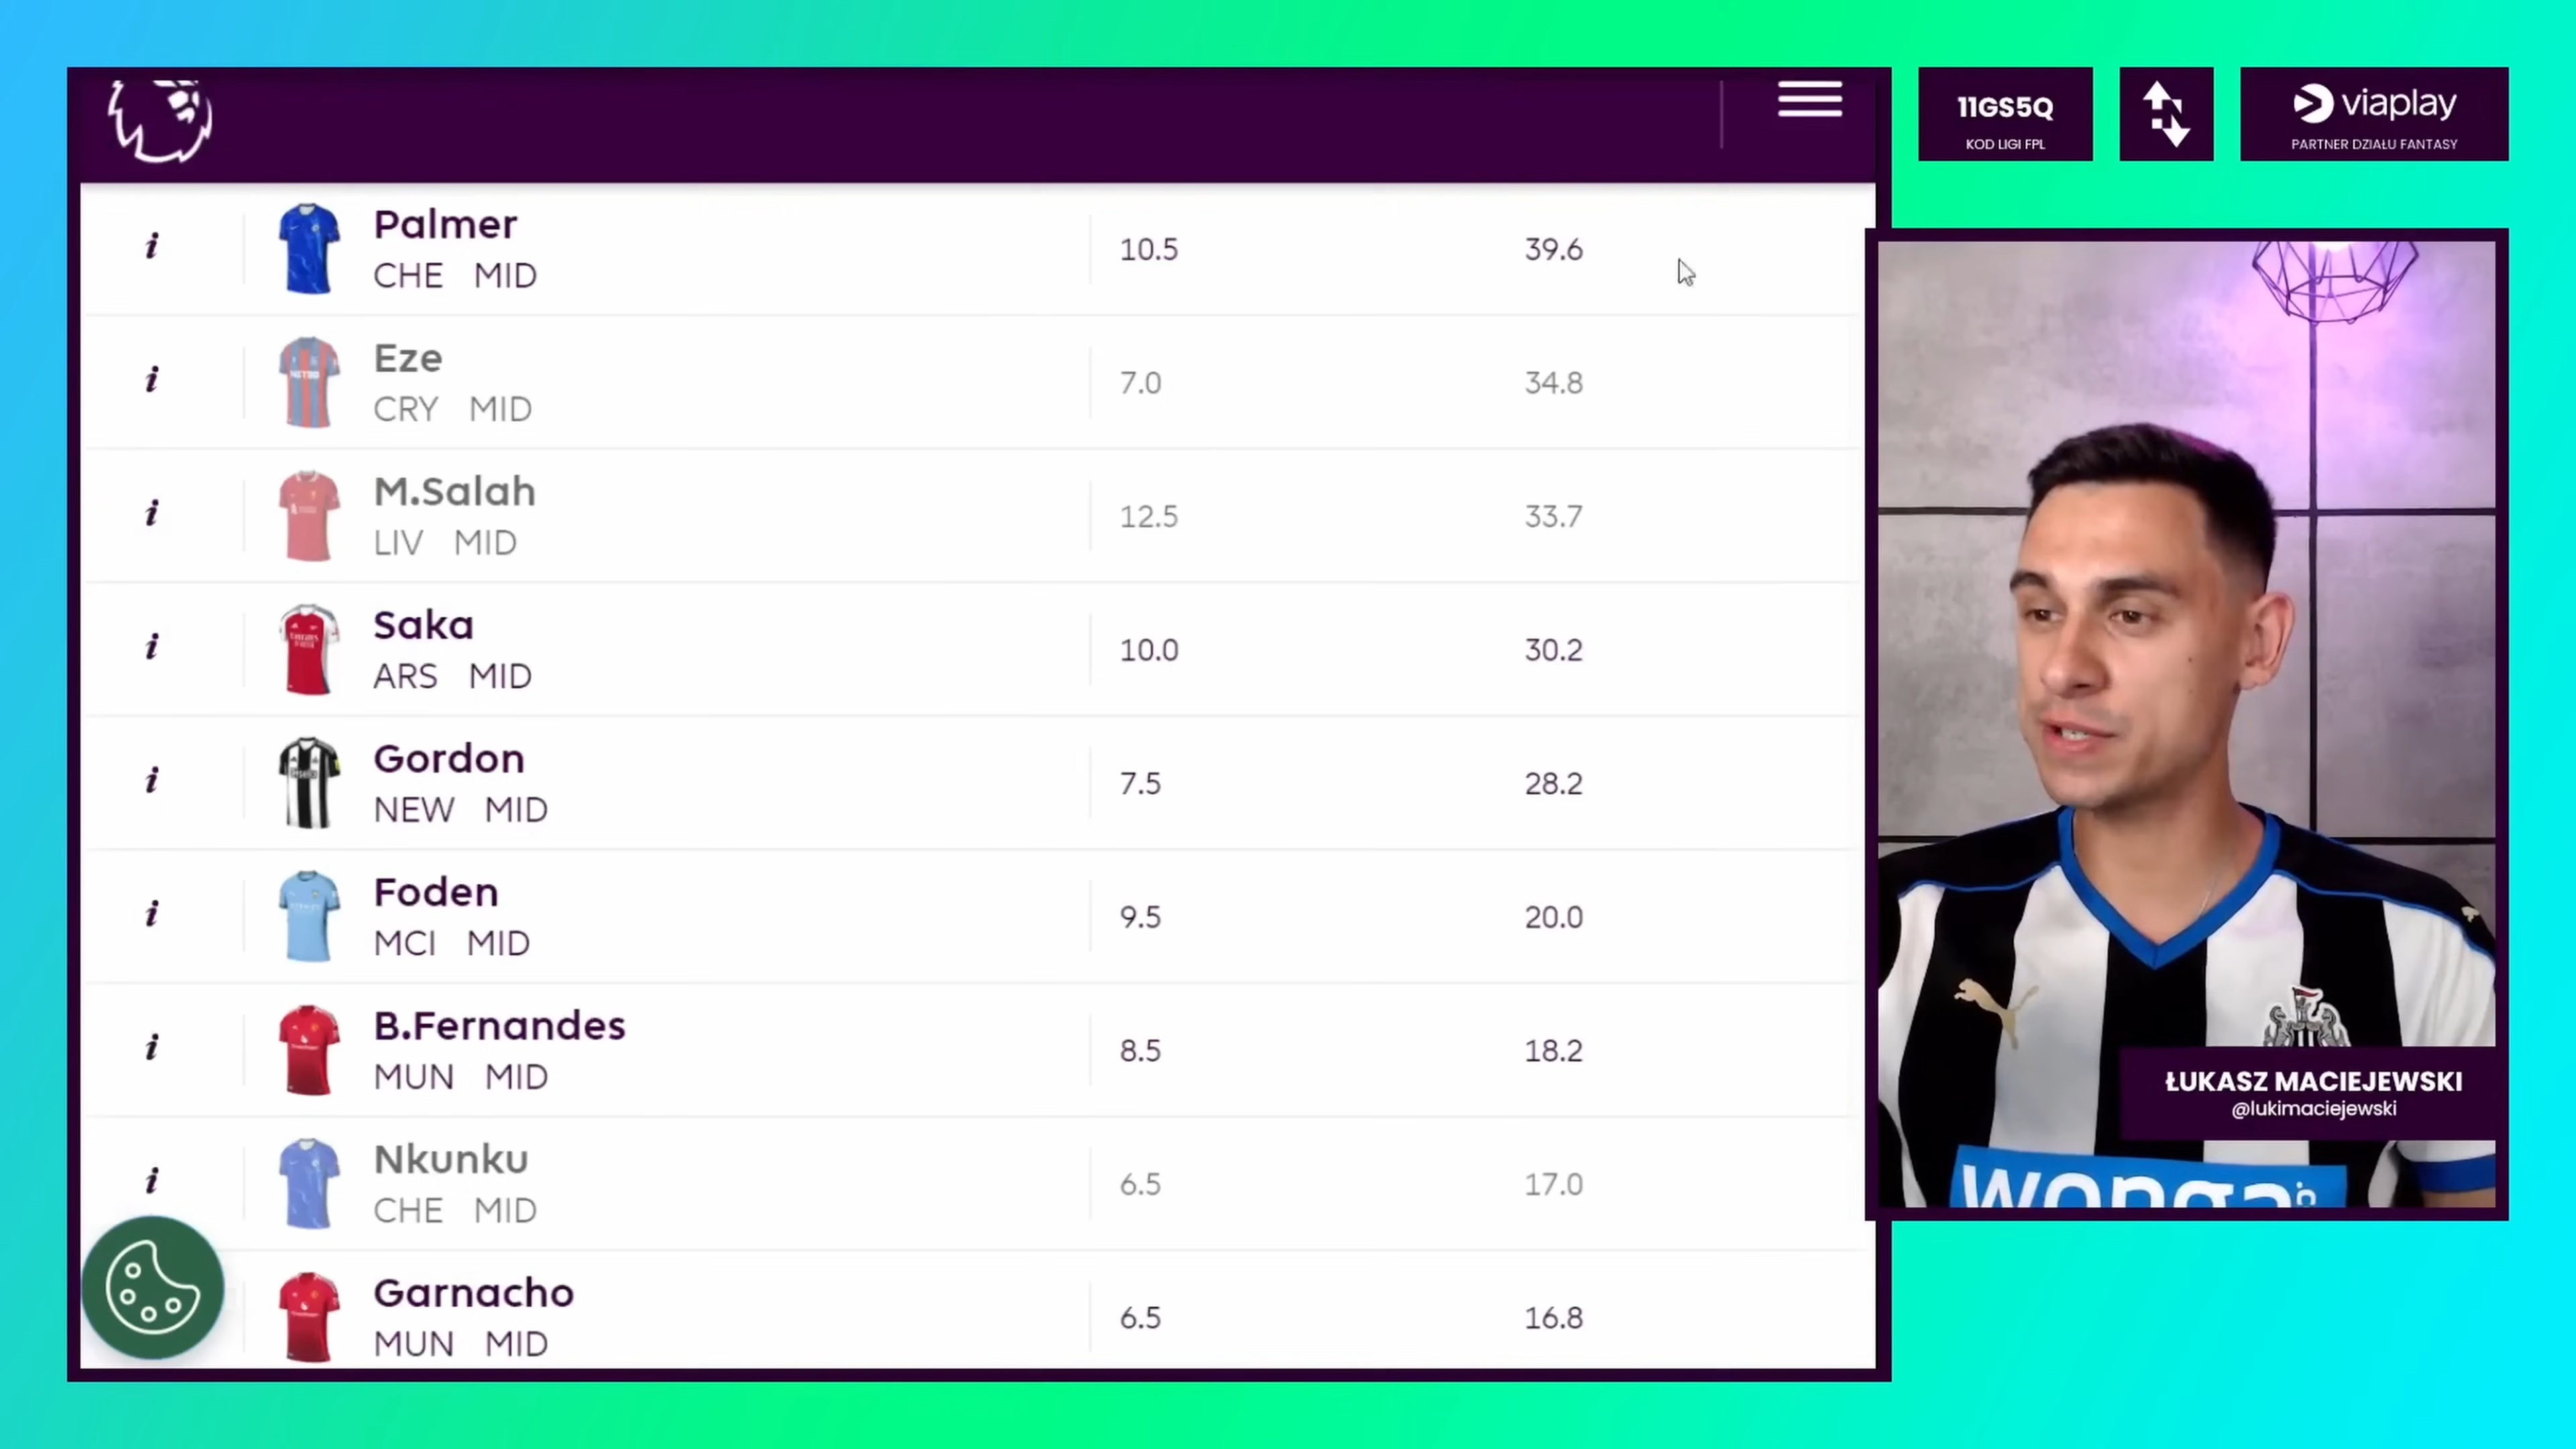 Palmer
CHE MID
10.5
39.6
Eze
CRY MID
7.0
34.8
M.Salah
LIV MID
12.5
33.7
Saka
ARS MID
10.0
30.2
Gordon
NEW MID
7.5
28.2
Foden
MCI MID
9.5
20.0
B.Fernandes
MUN MID
8.5
18.2
Nkunku
CHE MID
6.5
17.0
Garnacho
MUN MID
6.5
16.8
11GS5Q
KOD LIGI FPL
viaplay
PARTNER DZIAŁU FANTASY
ŁUKASZ MACIEJEWSKI
@lukimaciejewski
wonga